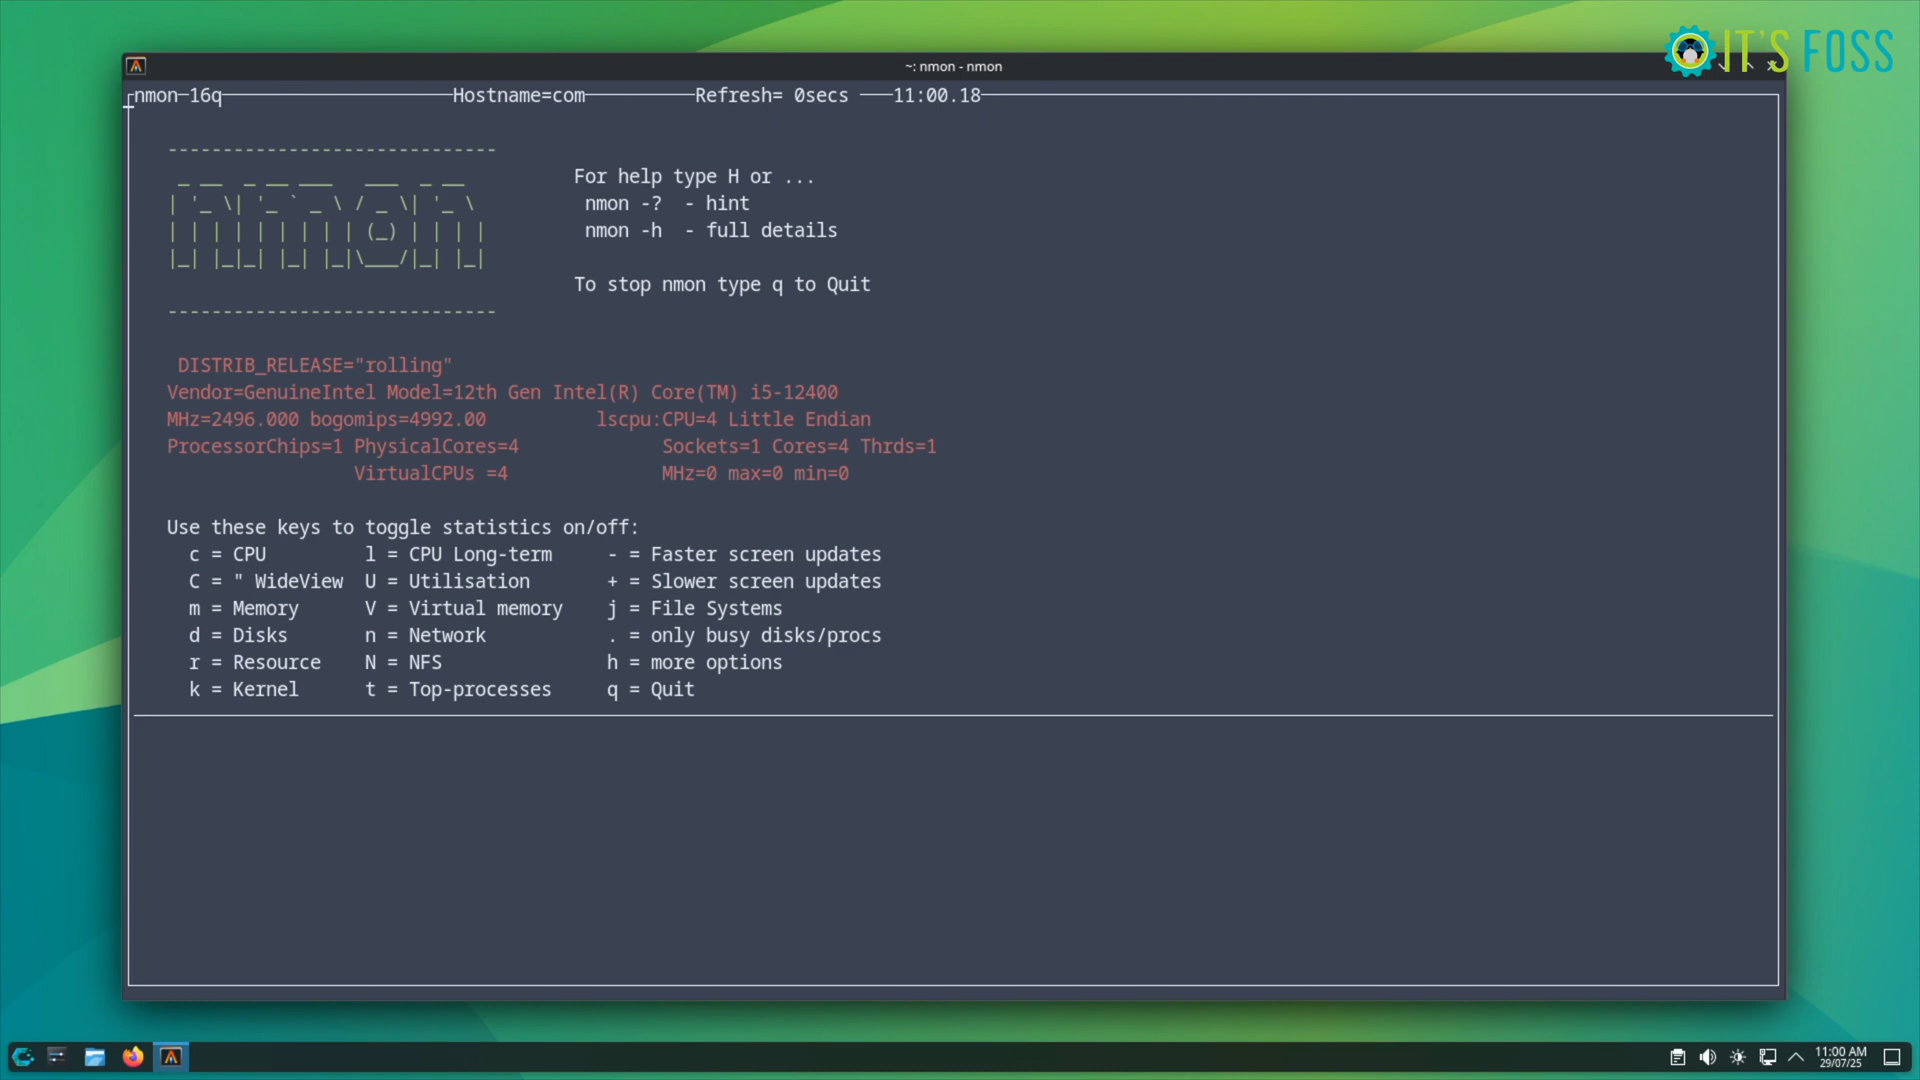 IT'S FOSS
~: nmon - nmon
nmon-16q Hostname=com Refresh= 0secs 11:00.18
nmon
For help type H or ...
nmon -? - hint
nmon -h - full details
To stop nmon type q to Quit
DISTRIB_RELEASE="rolling"
Vendor=GenuineIntel Model=12th Gen Intel(R) Core(TM) i5-12400
MHz=2496.000 bogomips=4992.00 lscpu:CPU=4 Little Endian
ProcessorChips=1 PhysicalCores=4 Sockets=1 Cores=4 Thrds=1
VirtualCPUs =4 MHz=0 max=0 min=0
Use these keys to toggle statistics on/off:
c = CPU l = CPU Long-term - = Faster screen updates
C = " WideView U = Utilisation + = Slower screen updates
m = Memory V = Virtual memory j = File Systems
d = Disks n = Network . = only busy disks/procs
r = Resource N = NFS h = more options
k = Kernel t = Top-processes q = Quit
11:00 AM
29/07/25